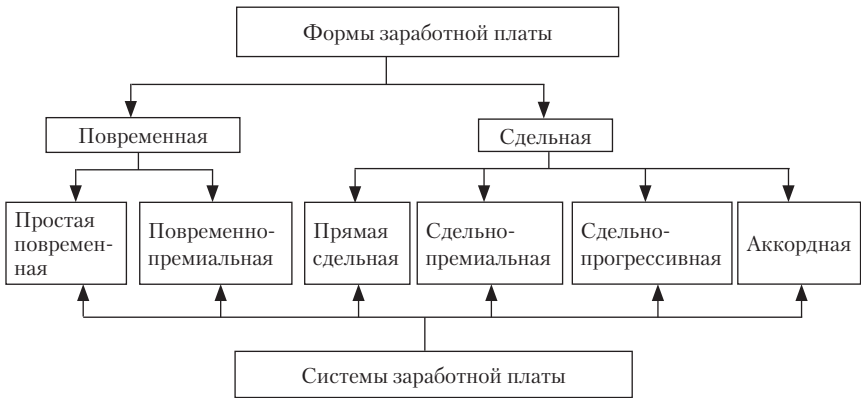 Формы заработной платы
Повременная
Сдельная
Простая
повремен-
ная
Повременно-
премиальная
Прямая
сдельная
Сдельно-
премиальная
Сдельно-
прогрессивная
Аккордная
Системы заработной платы